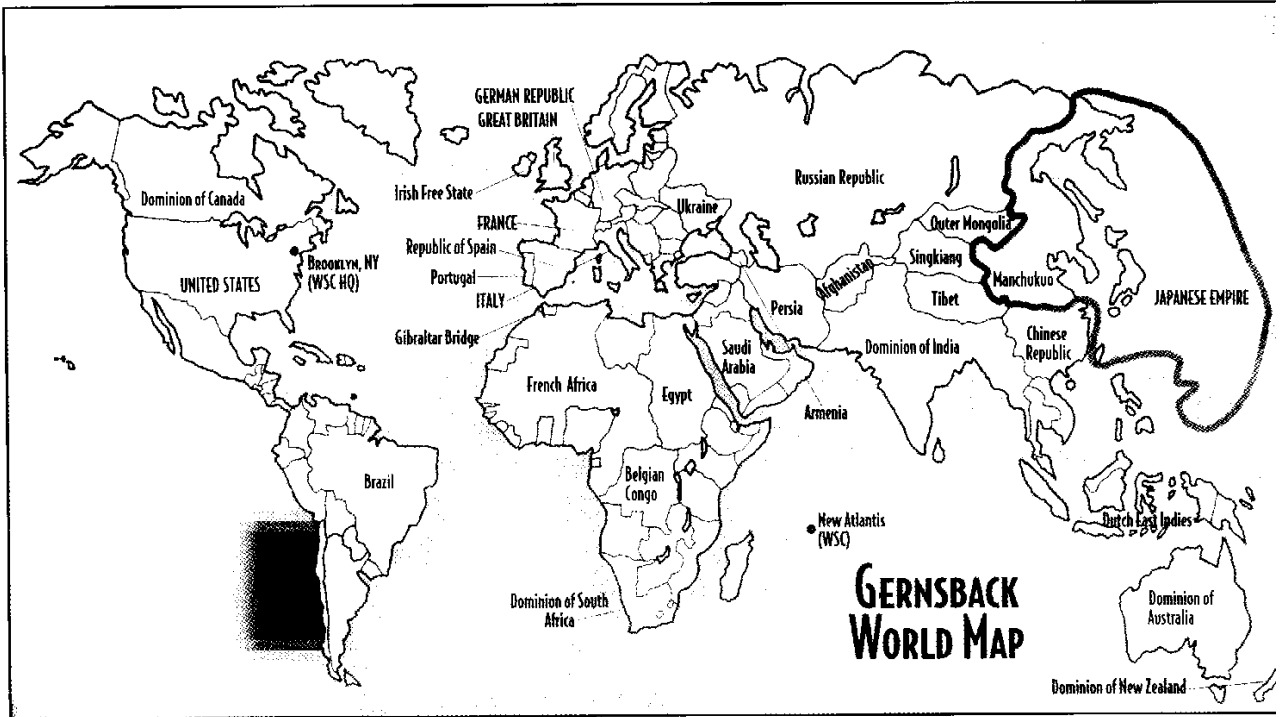 GERMAN REPUBLIC
GREAT BRITAIN
Irish Free State
FRANCE
Republic of Spain
Portugal
ITALY
Gibraltar Bridge
Dominion of Canada
BROOKLYN, NY
(WSC HQ)
UNITED STATES
Brazil
Ukraine
Russian Republic
Outer Mongolia
Singkiang
Manchukuo
Afghanistan
Tibet
Persia
JAPANESE EMPIRE
Chinese
Republic
Dominion of India
Saudi
Arabia
French Africa
Egypt
Armenia
Belgian
Congo
New Atlantis
(WSC)
Dutch East Indies
Dominion of South
Africa
GERNSBACK
WORLD MAP
Dominion of
Australia
Dominion of New Zealand